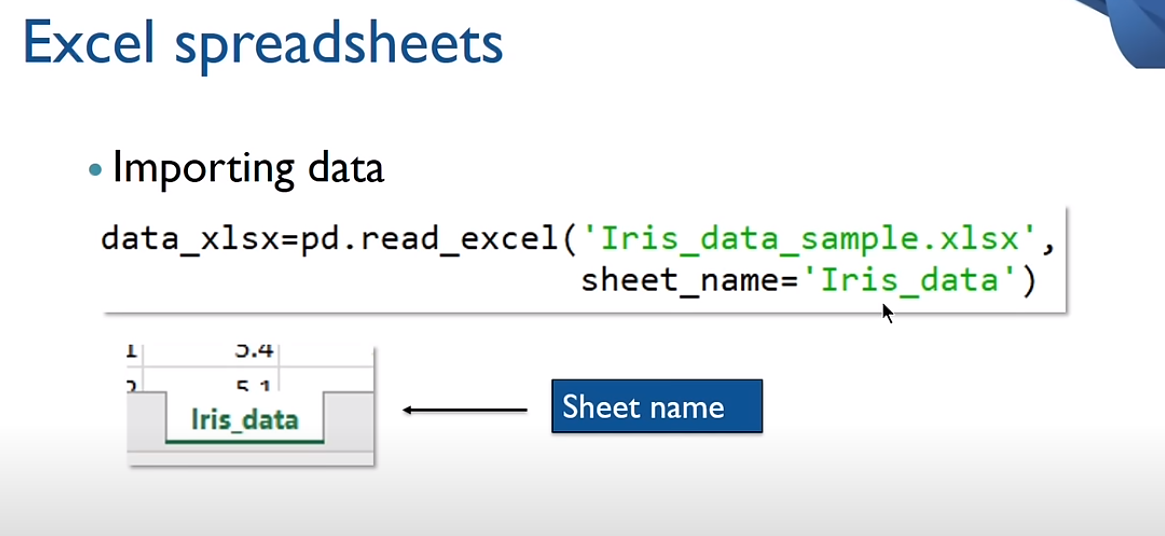 Excel spreadsheets
• Importing data
data_xlsx=pd.read_excel('Iris_data_sample.xlsx',
sheet_name='Iris_data')
5.4
5.1
Iris_data
Sheet name